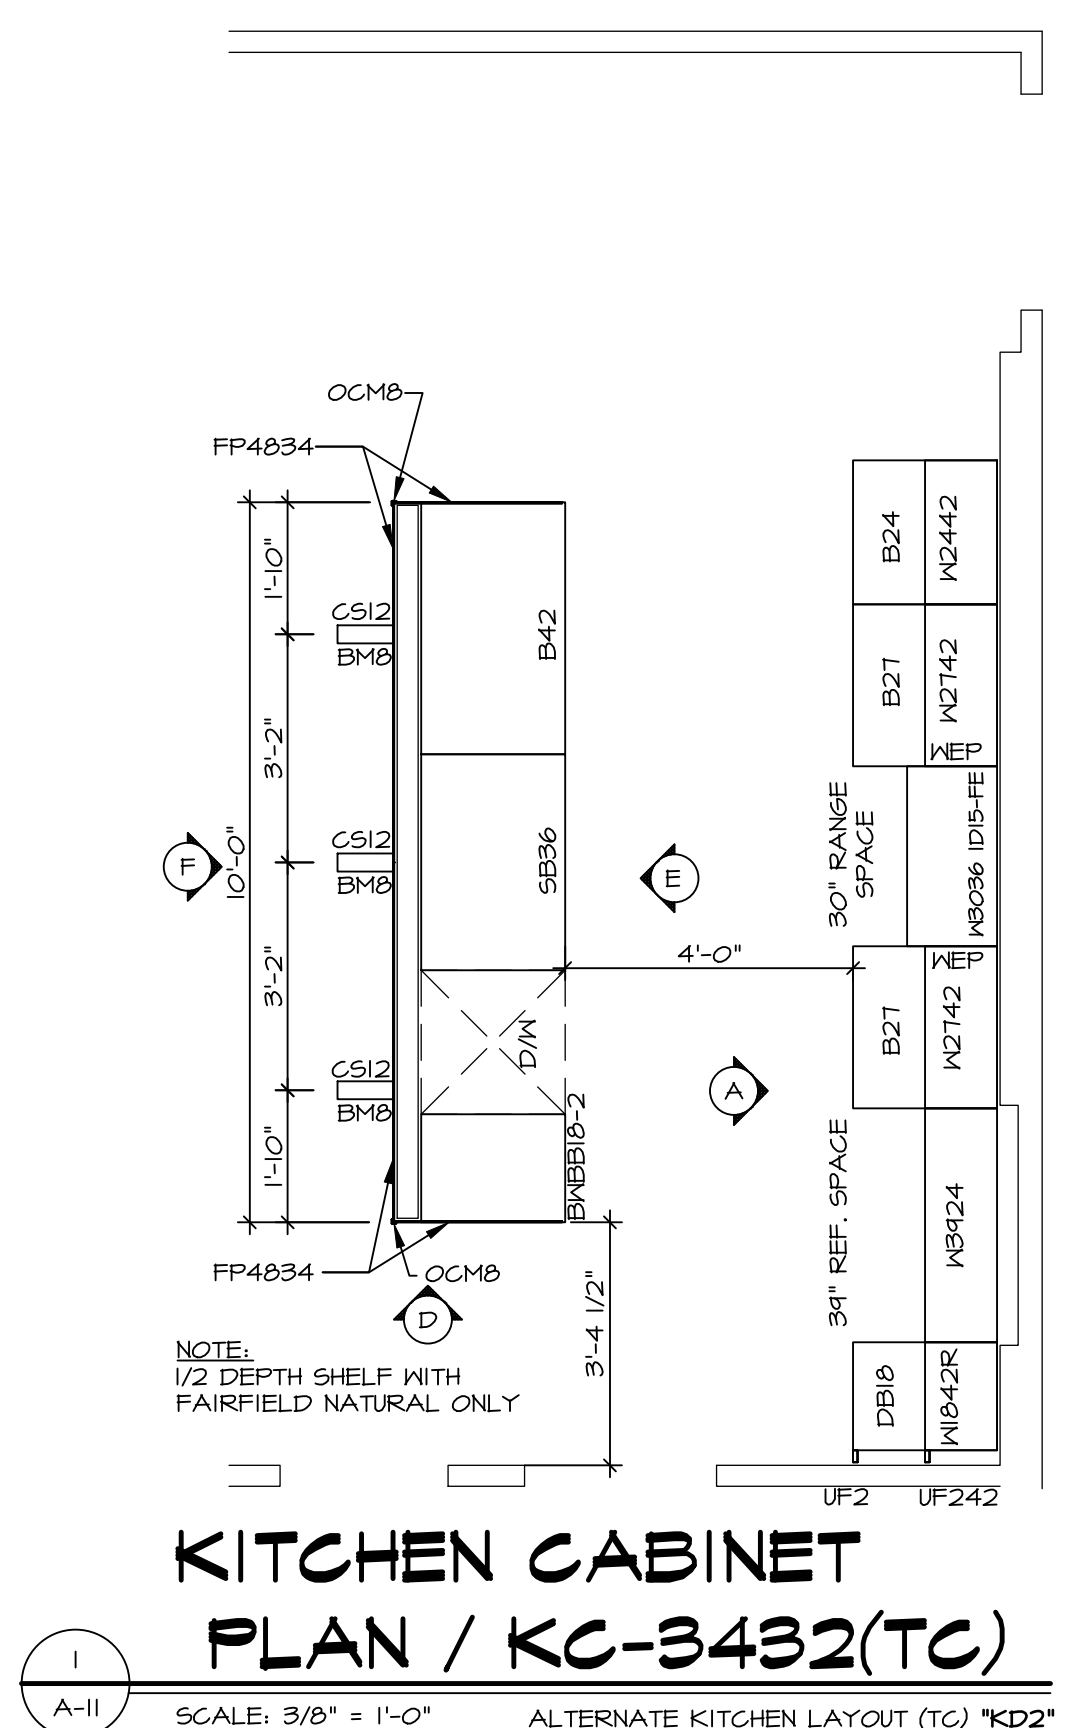 OCM8
FP4834
1'-10"
CS12
BM8
B42
3'-2"
CS12
BM8
SB36
F
10'-0"
E
4'-0"
3'-2"
D/W
A
CS12
BM8
1'-10"
BWBB18-2
FP4834
OCM8
D
3'-4 1/2"
B24
W2442
B27
W2742
WEP
30" RANGE
SPACE
W3036 1D15-FE
WEP
B27
W2742
39" REF. SPACE
W3924
DB18
W1842R
UF2
UF242
NOTE:
1/2 DEPTH SHELF WITH
FAIRFIELD NATURAL ONLY
KITCHEN CABINET
PLAN / KC-3432(TC)
1
A-11
SCALE: 3/8" = 1'-0"
ALTERNATE KITCHEN LAYOUT (TC) "KD2"